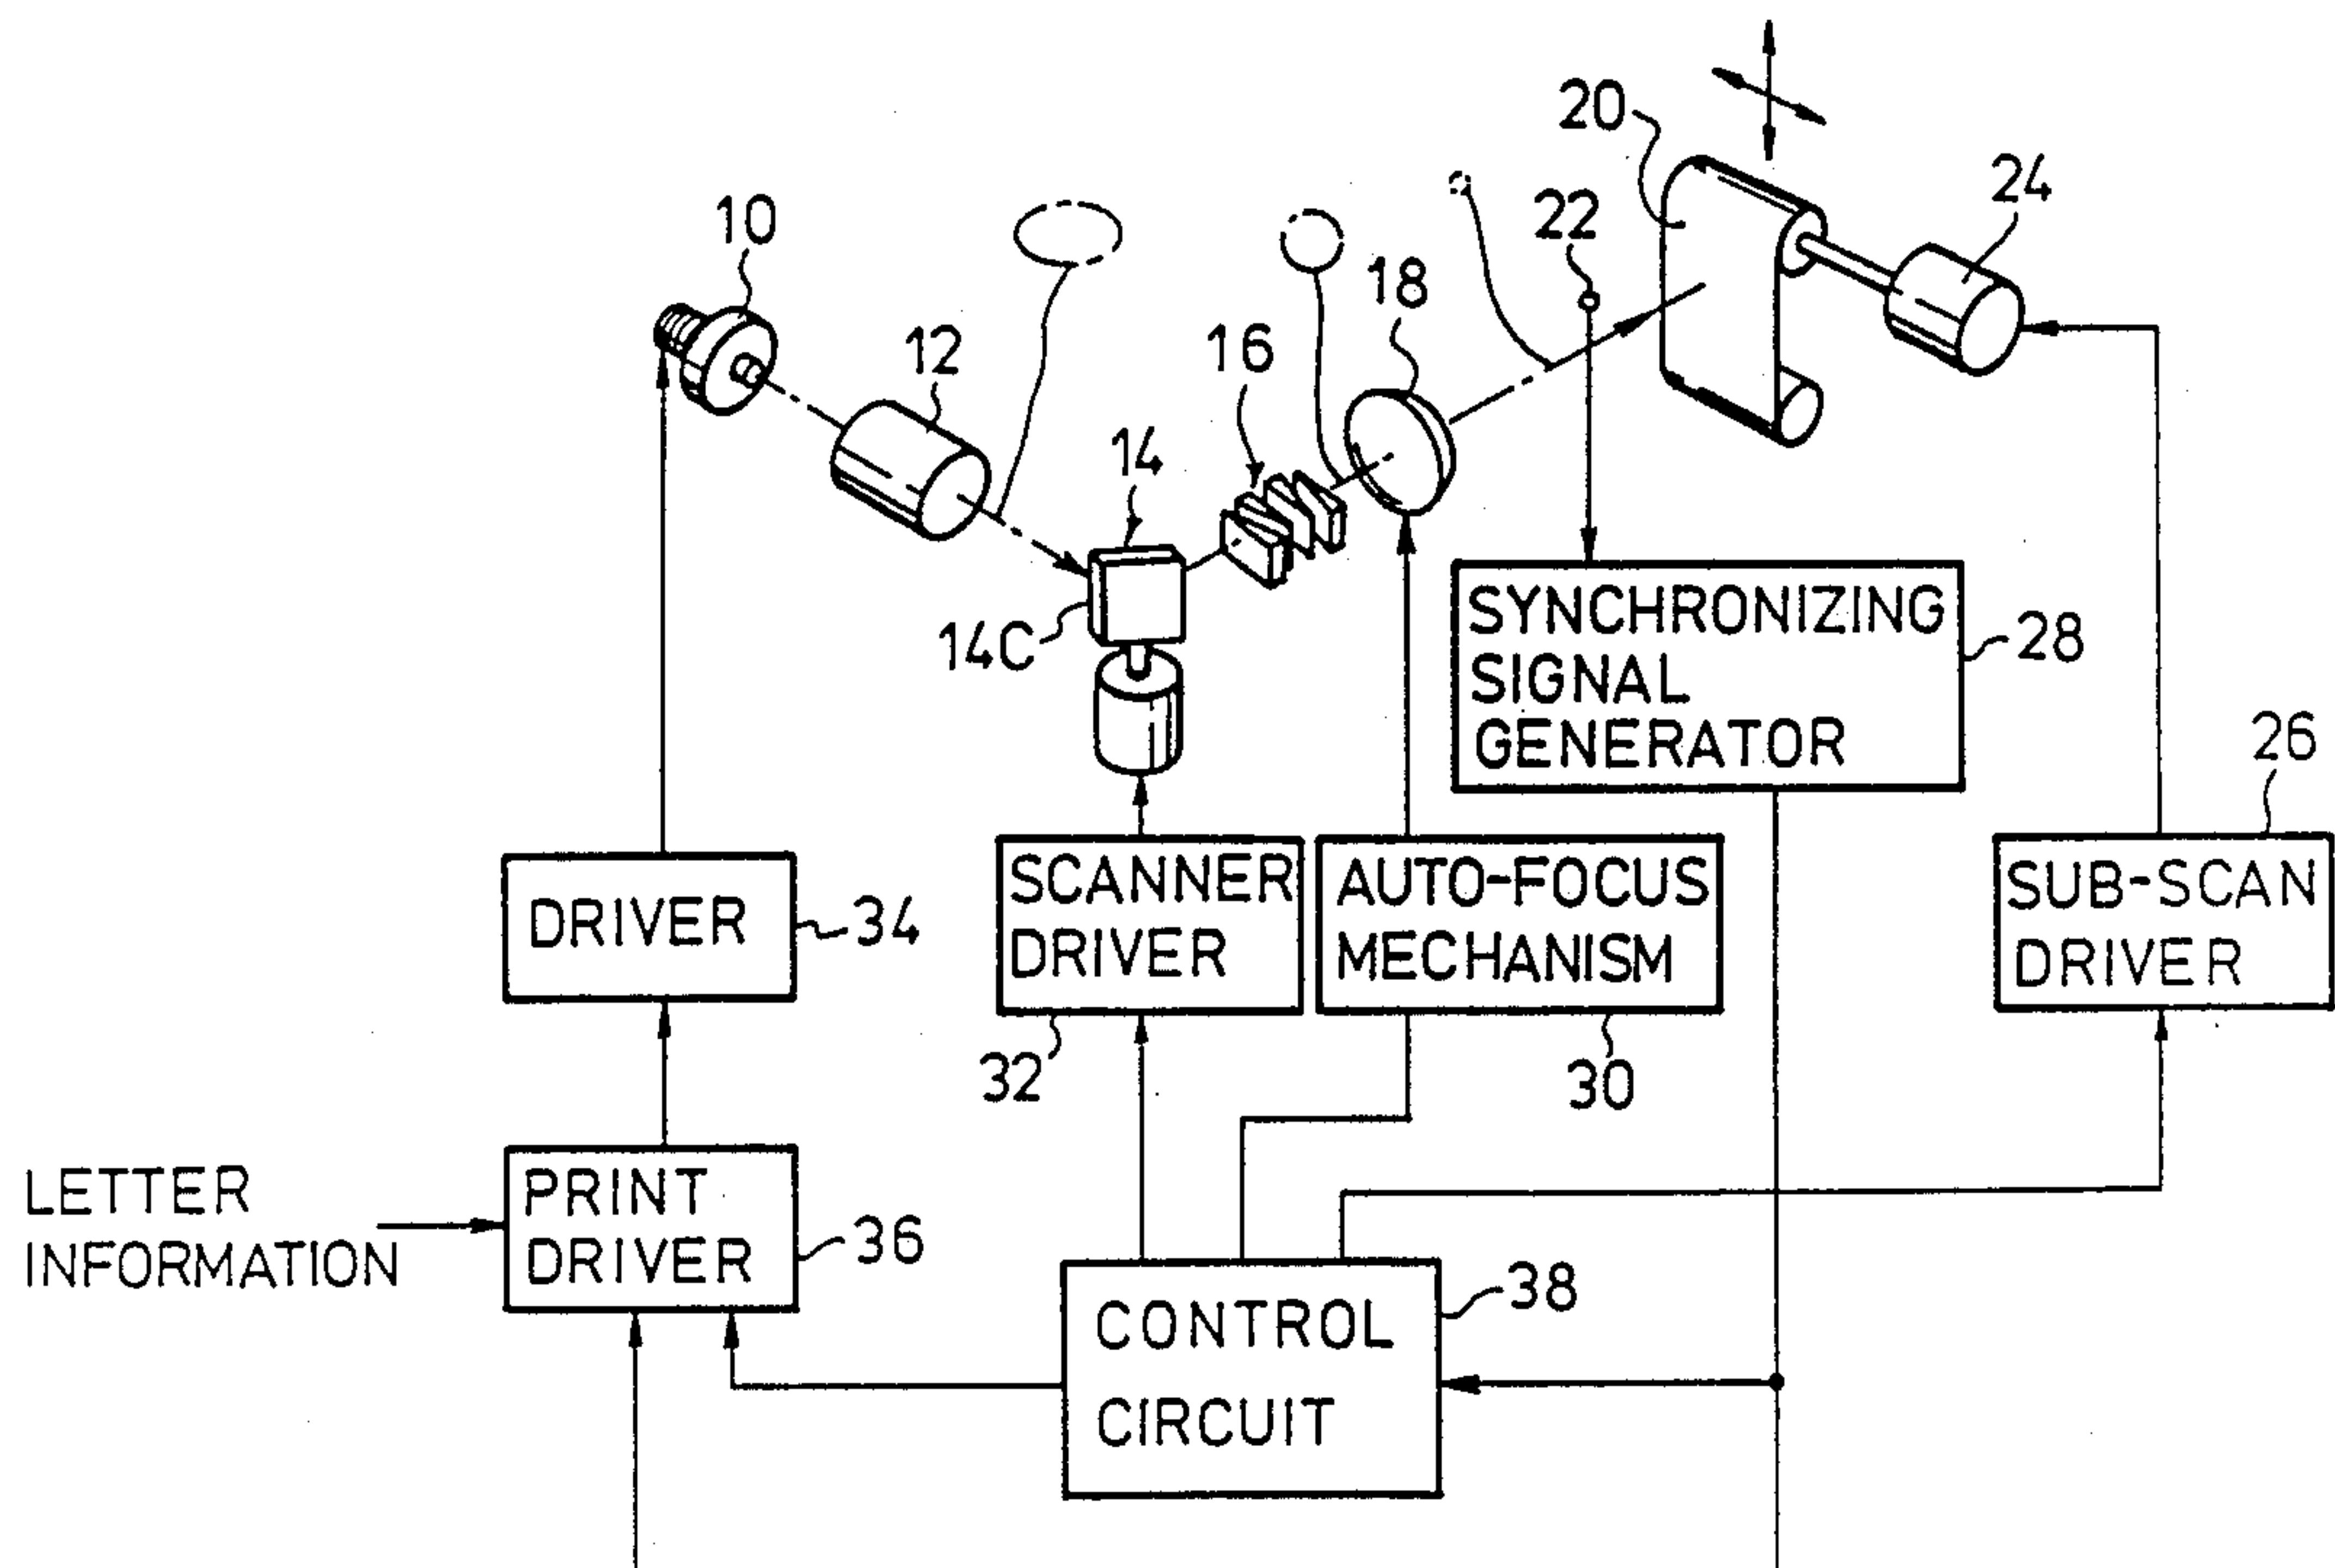 10
12
14
14C
16
18
20
22
24
SYNCHRONIZING
SIGNAL
GENERATOR
28
26
DRIVER
34
SCANNER
DRIVER
32
AUTO-FOCUS
MECHANISM
30
SUB-SCAN
DRIVER
LETTER
INFORMATION
PRINT
DRIVER
36
CONTROL
CIRCUIT
38